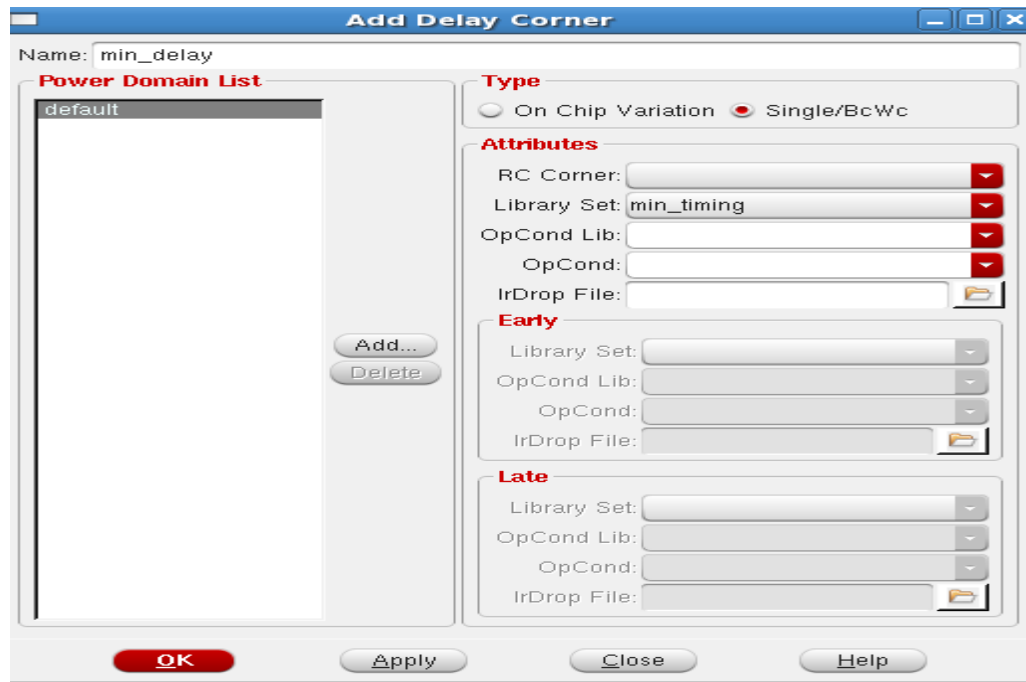 Add Delay Corner
Name: min_delay
Power Domain List
default
Add...
Delete
Type
On Chip Variation Single/BcWc
Attributes
RC Corner:
Library Set: min_timing
OpCond Lib:
OpCond:
IrDrop File:
Early
Library Set:
OpCond Lib:
OpCond:
IrDrop File:
Late
Library Set:
OpCond Lib:
OpCond:
IrDrop File:
OK Apply Close Help